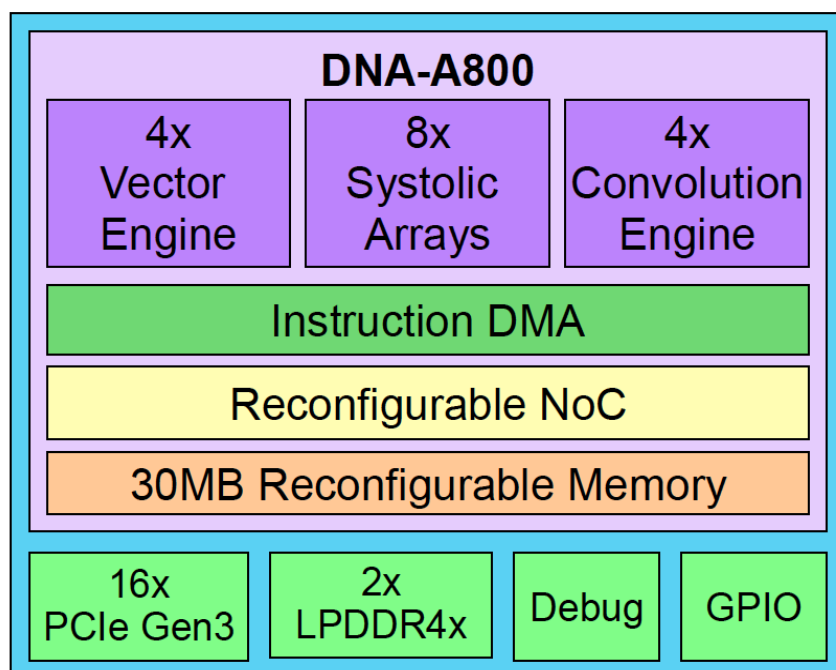 DNA-A800
4x
Vector
Engine
8x
Systolic
Arrays
4x
Convolution
Engine
Instruction DMA
Reconfigurable NoC
30MB Reconfigurable Memory
16x
PCIe Gen3
2x
LPDDR4x
Debug
GPIO